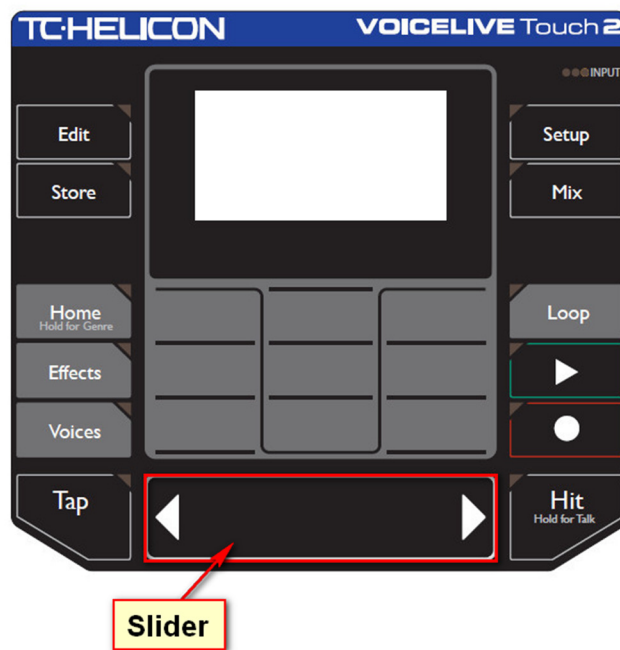 TC·HELICON VOICELIVE Touch 2
INPUT
Edit
Setup
Store
Mix
Home
Hold for Genre
Loop
Effects
Voices
Tap
Hit
Hold for Talk
Slider